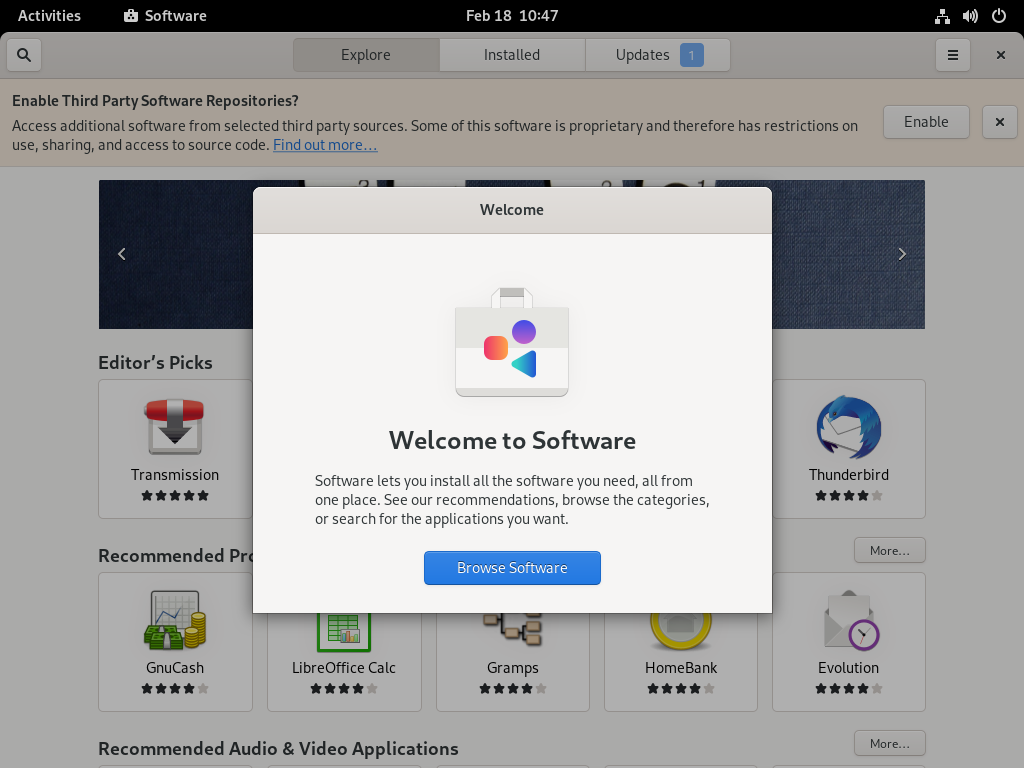 Activities Software Feb 18 10:47
Explore Installed Updates 1
Enable Third Party Software Repositories?
Access additional software from selected third party sources. Some of this software is proprietary and therefore has restrictions on
use, sharing, and access to source code. Find out more…
Enable
Welcome
Welcome to Software
Software lets you install all the software you need, all from
one place. See our recommendations, browse the categories,
or search for the applications you want.
Browse Software
Editor’s Picks
Transmission Thunderbird
More…
GnuCash LibreOffice Calc Gramps HomeBank Evolution
Recommended Audio & Video Applications More…